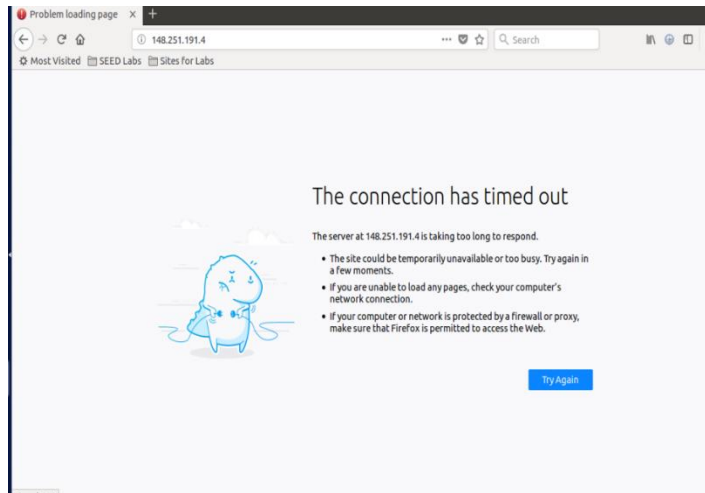 Problem loading page
148.251.191.4
Search
Most Visited SEED Labs Sites for Labs
The connection has timed out
The server at 148.251.191.4 is taking too long to respond.
• The site could be temporarily unavailable or too busy. Try again in
a few moments.
• If you are unable to load any pages, check your computer's
network connection.
• If your computer or network is protected by a firewall or proxy,
make sure that Firefox is permitted to access the Web.
Try Again